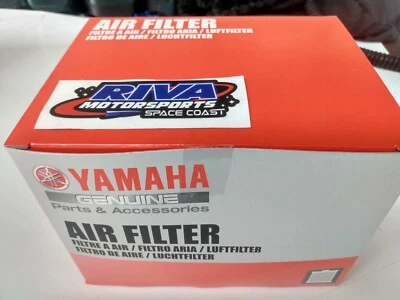 AIR FILTER
FILTRE A AIR / FILTRO ARIA / LUFTFILTER
FILTRO DE AIRE / LUCHTFILTER
RIVA
MOTORSPORTS
SPACE COAST
YAMAHA
GENUINE
Parts & Accessories
AIR FILTER
FILTRE A AIR / FILTRO ARIA / LUFTFILTER
FILTRO DE AIRE / LUCHTFILTER